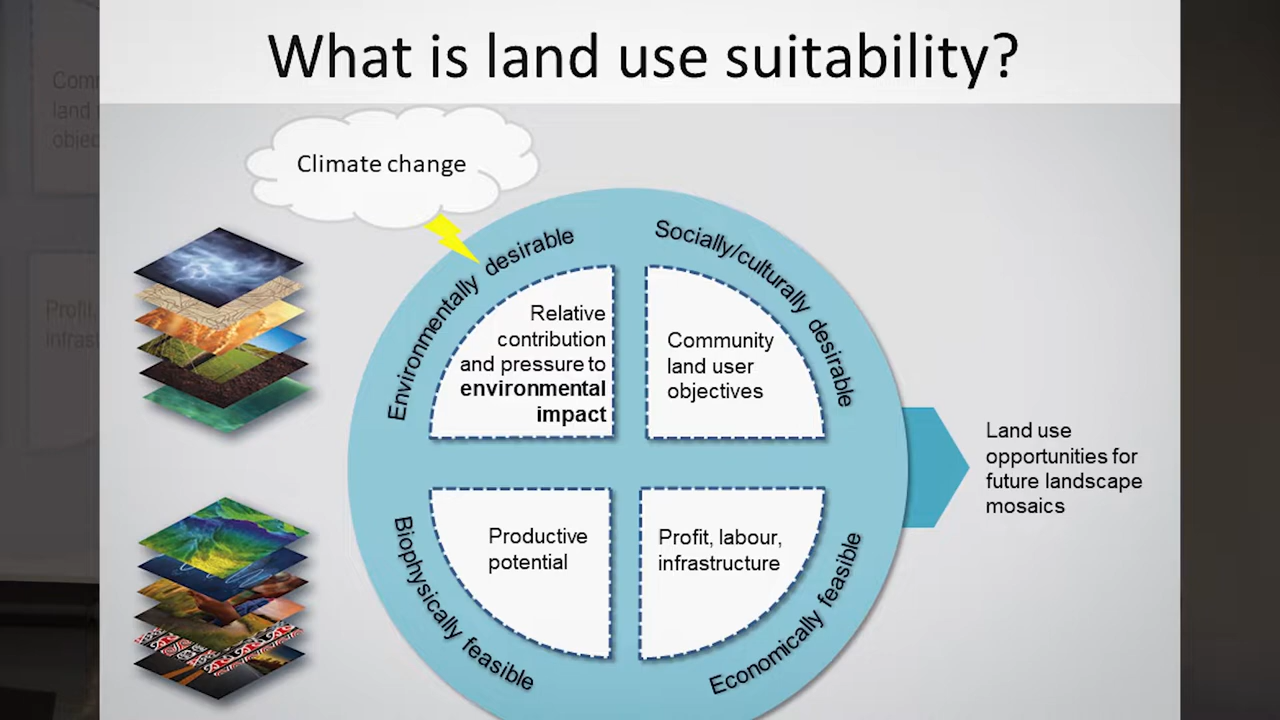 What is land use suitability?
Climate change
Environmentally desirable
Socially/culturally desirable
Relative
contribution
and pressure to
environmental
impact
Community
land user
objectives
Productive
potential
Profit, labour,
infrastructure
Biophysically feasible
Economically feasible
Land use
opportunities for
future landscape
mosaics